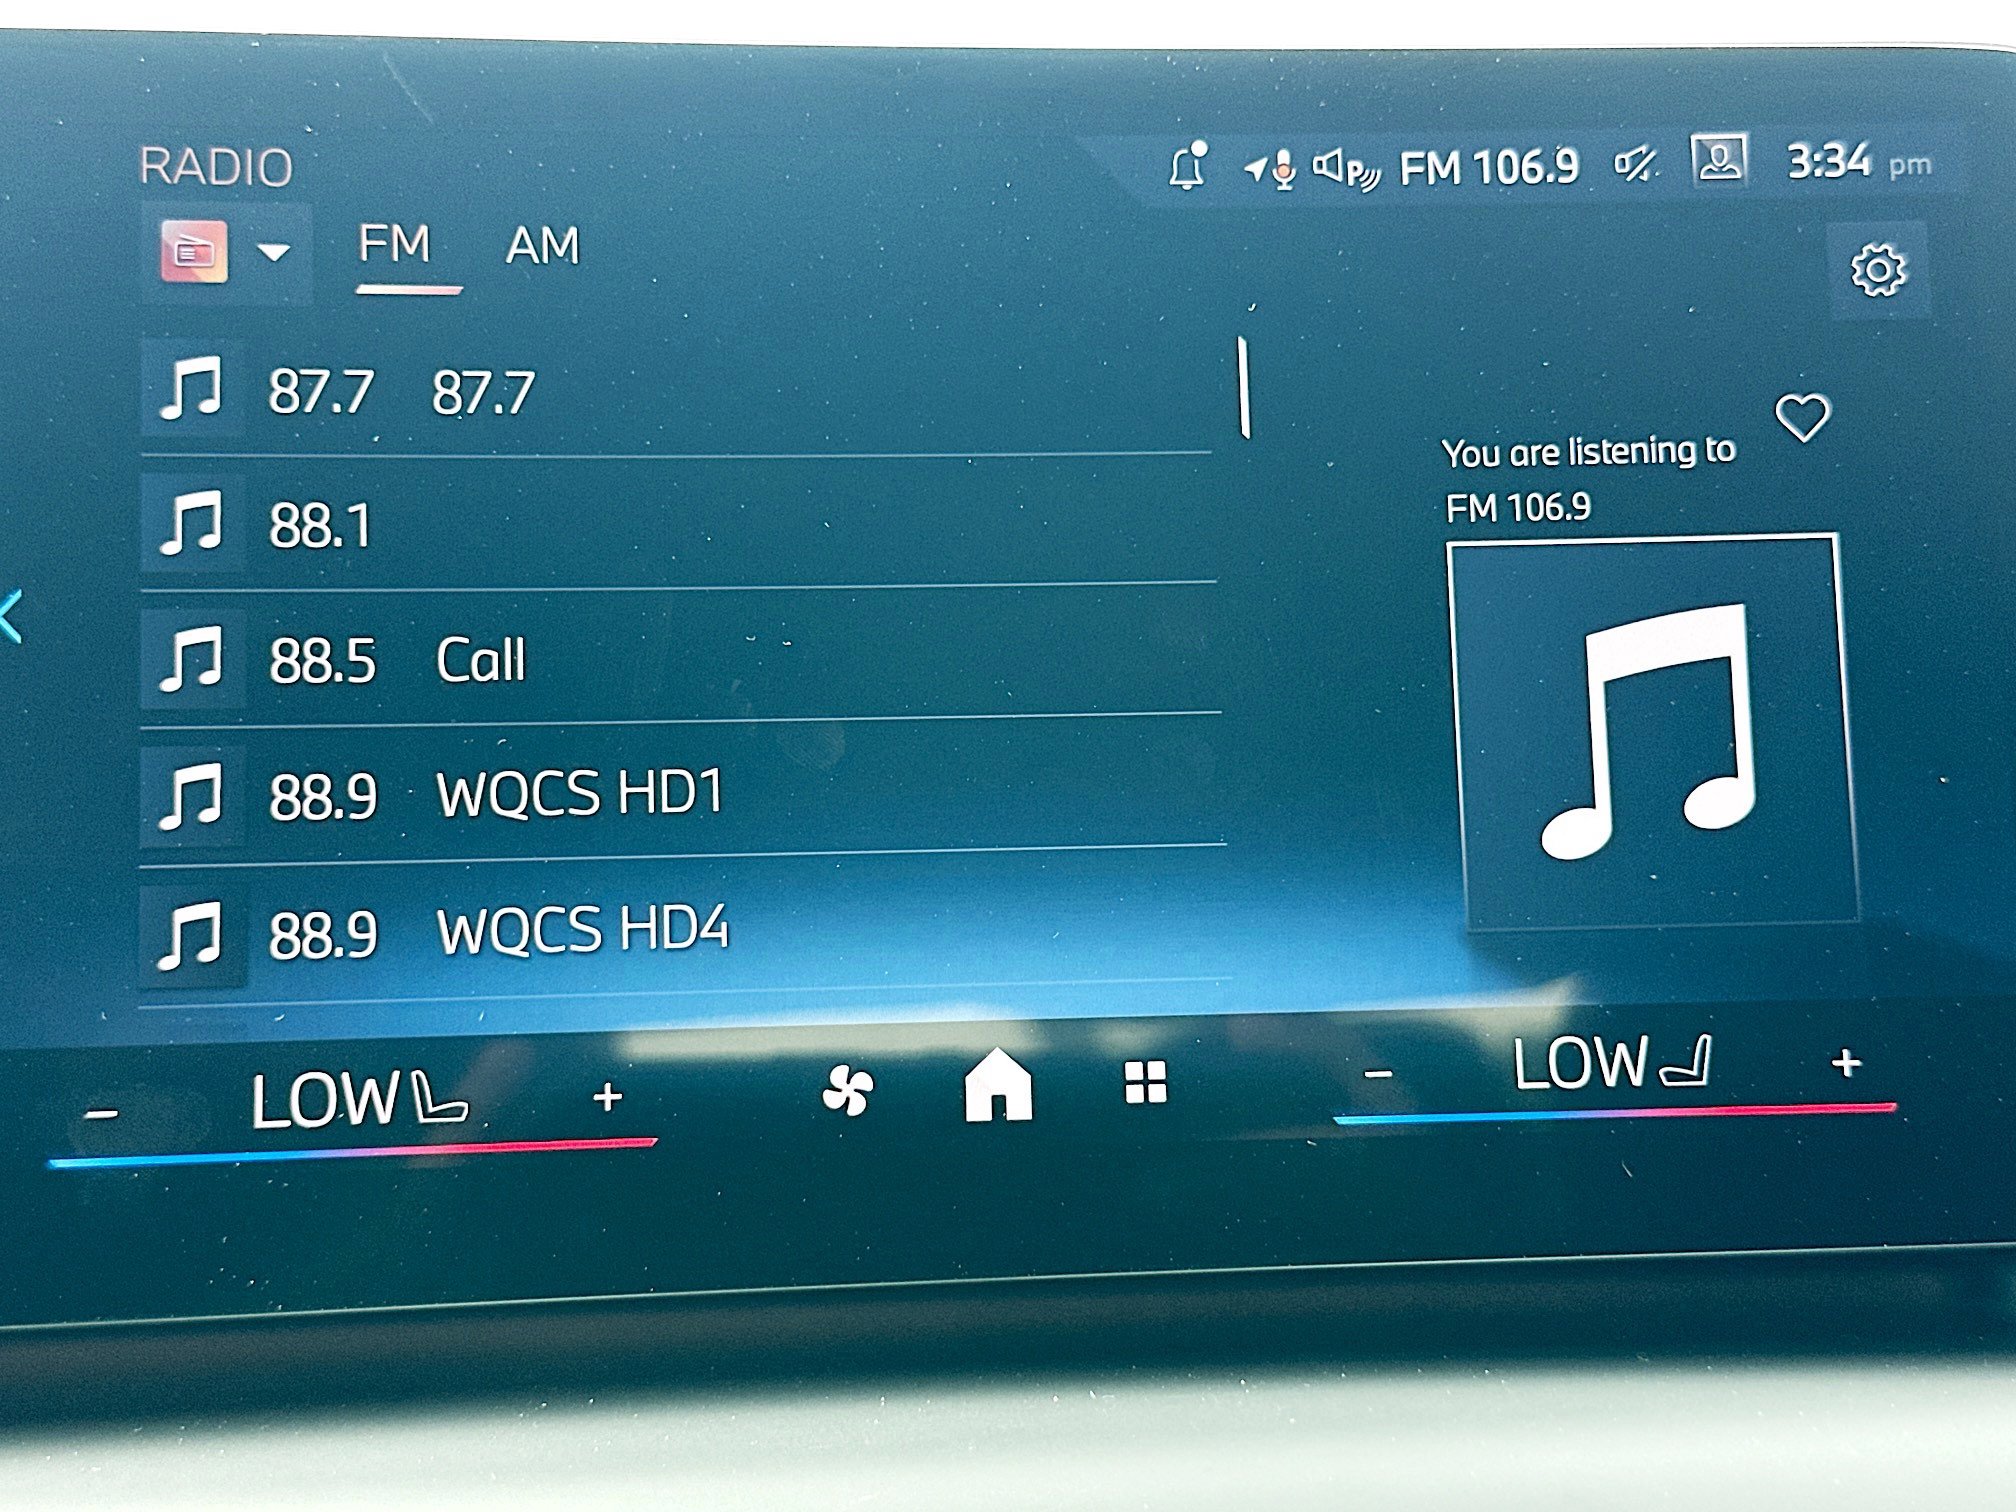 RADIO
FM 106.9 3:34 pm
FM AM
87.7 87.7
88.1
88.5 Call
88.9 WQCS HD1
88.9 WQCS HD4
You are listening to
FM 106.9
P
- LOW +
- LOW +